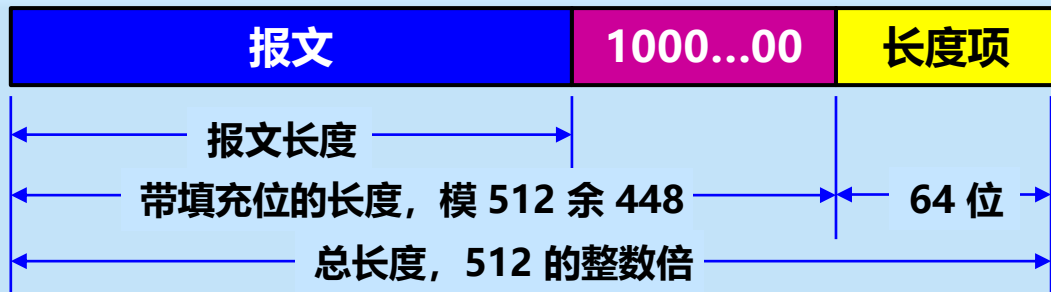 报文 1000...00 长度项
报文长度
带填充位的长度，模 512 余 448 64 位
总长度，512 的整数倍